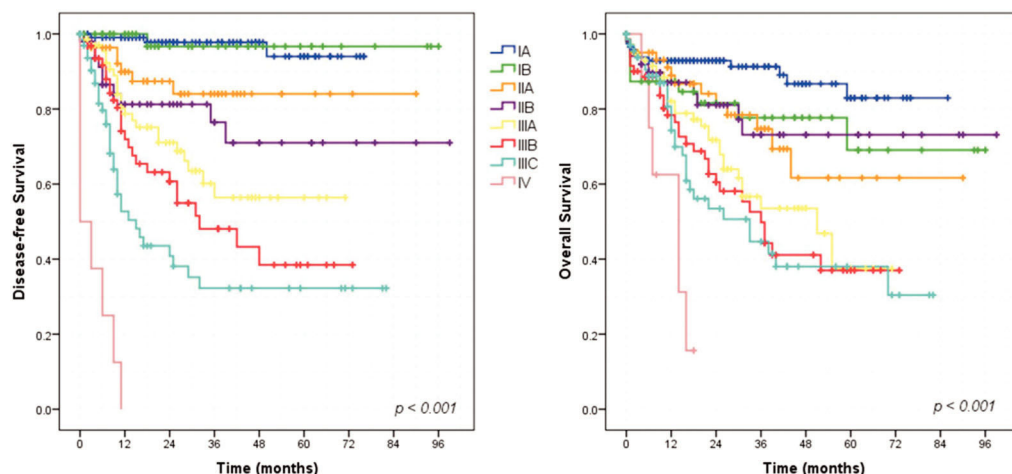 Disease-free Survival
1.0
0.8
0.6
0.4
0.2
0.0
0 12 24 36 48 60 72 84 96
Time (months)
p < 0.001
IA
IB
IIA
IIB
IIIA
IIIB
IIIC
IV
Overall Survival
1.0
0.8
0.6
0.4
0.2
0.0
0 12 24 36 48 60 72 84 96
Time (months)
p < 0.001